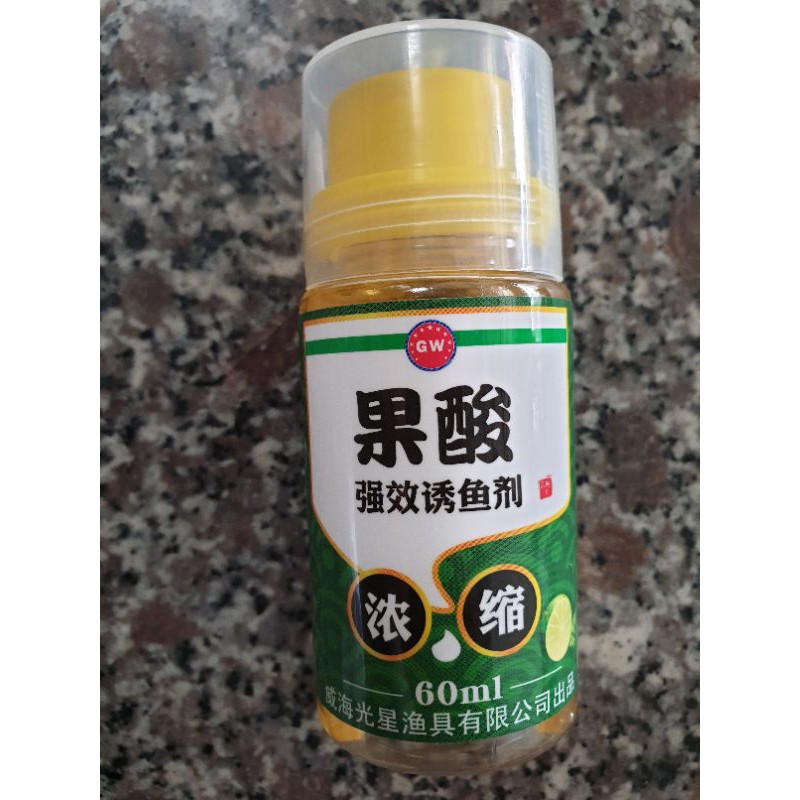 GW
果酸
强效诱鱼剂
浓缩
60ml
威海光星渔具有限公司出品